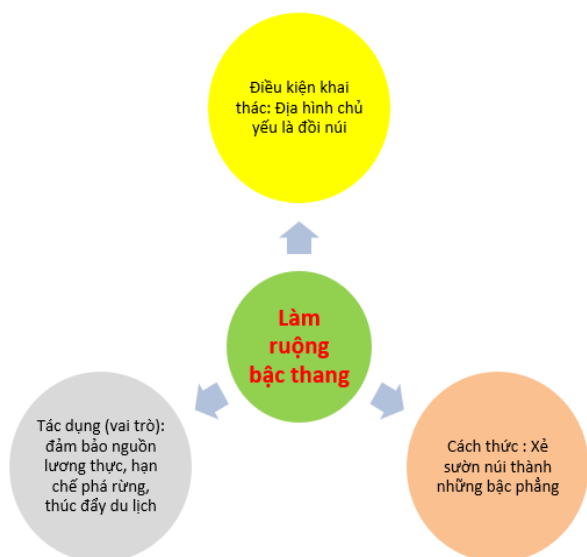 Điều kiện khai
thác: Địa hình chủ
yếu là đồi núi
Làm
ruộng
bậc thang
Tác dụng (vai trò):
đảm bảo nguồn
lương thực, hạn
chế phá rừng,
thúc đẩy du lịch
Cách thức : Xẻ
sườn núi thành
những bậc phẳng